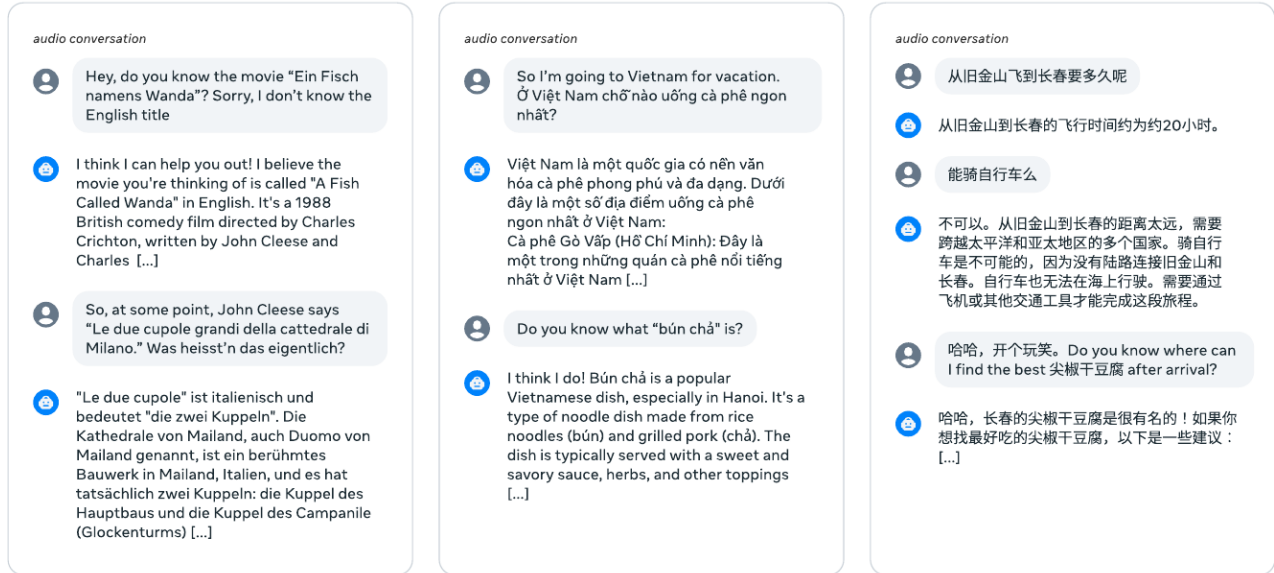 audio conversation
Hey, do you know the movie “Ein Fisch
namens Wanda”? Sorry, I don’t know the
English title
I think I can help you out! I believe the
movie you're thinking of is called "A Fish
Called Wanda" in English. It's a 1988
British comedy film directed by Charles
Crichton, written by John Cleese and
Charles [...]
So, at some point, John Cleese says
“Le due cupole grandi della cattedrale di
Milano.” Was heisst’n das eigentlich?
"Le due cupole" ist italienisch und
bedeutet "die zwei Kuppeln". Die
Kathedrale von Mailand, auch Duomo von
Mailand genannt, ist ein berühmtes
Bauwerk in Mailand, Italien, und es hat
tatsächlich zwei Kuppeln: die Kuppel des
Hauptbaus und die Kuppel des Campanile
(Glockenturms) [...]
audio conversation
So I’m going to Vietnam for vacation.
Ở Việt Nam chỗ nào uống cà phê ngon
nhất?
Việt Nam là một quốc gia có nền văn
hóa cà phê phong phú và đa dạng. Dưới
đây là một số địa điểm uống cà phê
ngon nhất ở Việt Nam:
Cà phê Gò Vấp (Hồ Chí Minh): Đây là
một trong những quán cà phê nổi tiếng
nhất ở Việt Nam [...]
Do you know what “bún chả” is?
I think I do! Bún chả is a popular
Vietnamese dish, especially in Hanoi. It's a
type of noodle dish made from rice
noodles (bún) and grilled pork (chả). The
dish is typically served with a sweet and
savory sauce, herbs, and other toppings
[...]
audio conversation
从旧金山飞到长春要多久呢
从旧金山到长春的飞行时间约为约20小时。
能骑自行车么
不可以。从旧金山到长春的距离太远，需要
跨越太平洋和亚太地区的多个国家。骑自行
车是不可能的，因为没有陆路连接旧金山和
长春。自行车也无法在海上行驶。需要通过
飞机或其他交通工具才能完成这段旅程。
哈哈，开个玩笑。Do you know where can
I find the best 尖椒干豆腐 after arrival?
哈哈，长春的尖椒干豆腐是很有名的！如果你
想找最好吃的尖椒干豆腐，以下是一些建议：
[...]